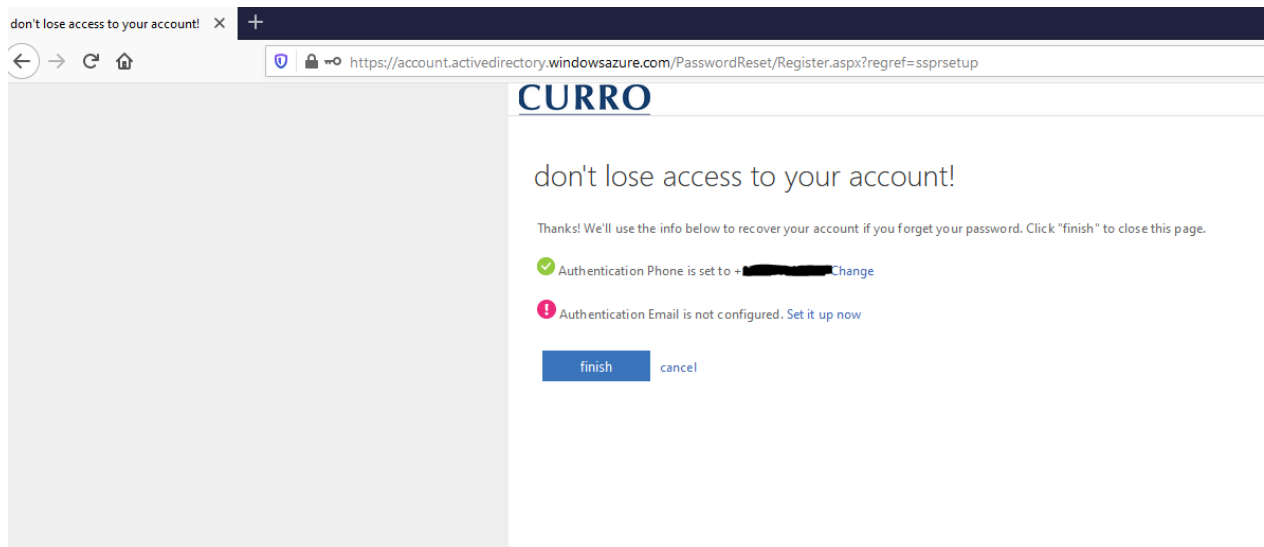 don't lose access to your account!
https://account.activedirectory.windowsazure.com/PasswordReset/Register.aspx?regref=ssprsetup
CURRO
don't lose access to your account!
Thanks! We'll use the info below to recover your account if you forget your password. Click "finish" to close this page.
Authentication Phone is set to + Change
! Authentication Email is not configured. Set it up now
finish cancel